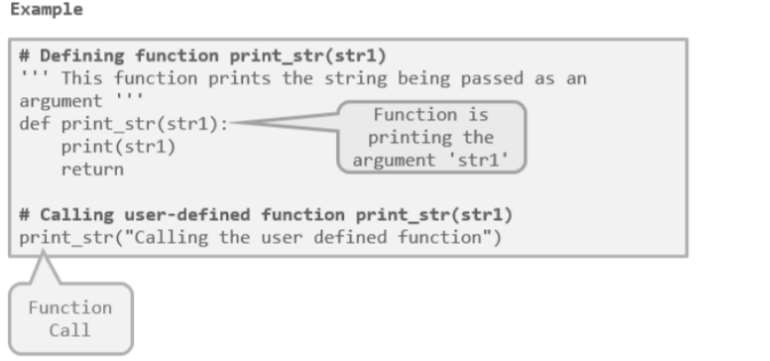 Example
# Defining function print_str(str1)
''' This function prints the string being passed as an
argument '''
def print_str(str1):
    print(str1)
    return
Function is
printing the
argument 'str1'
# Calling user-defined function print_str(str1)
print_str("Calling the user defined function")
Function
Call